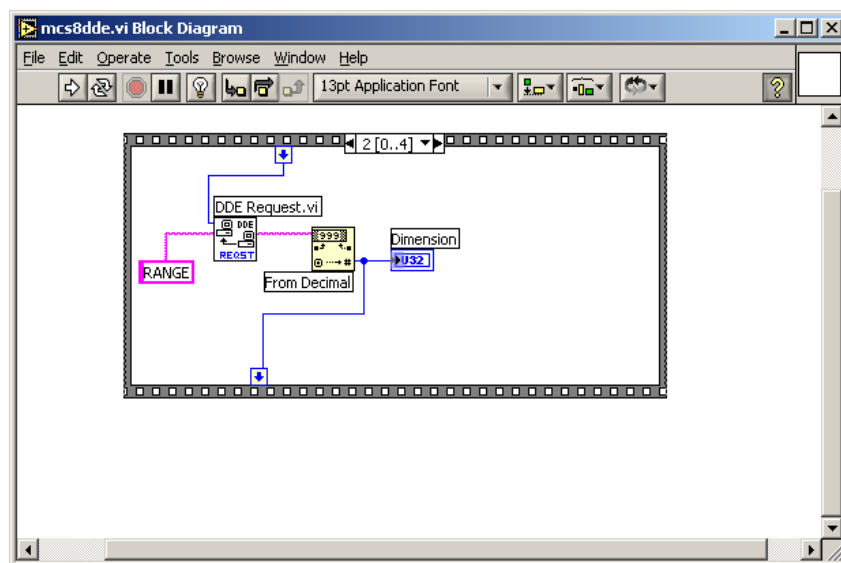 mcs8dde.vi Block Diagram
File Edit Operate Tools Browse Window Help
13pt Application Font
?
2 [0..4]
DDE Request.vi
DDE
REQST
999
#
Dimension
U32
RANGE
From Decimal